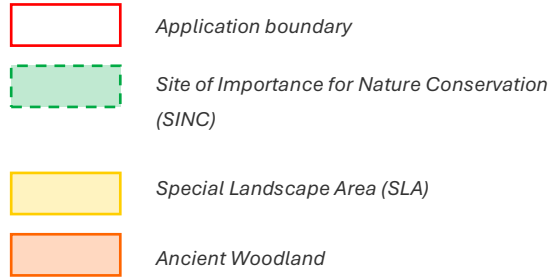 Application boundary
Site of Importance for Nature Conservation
(SINC)
Special Landscape Area (SLA)
Ancient Woodland